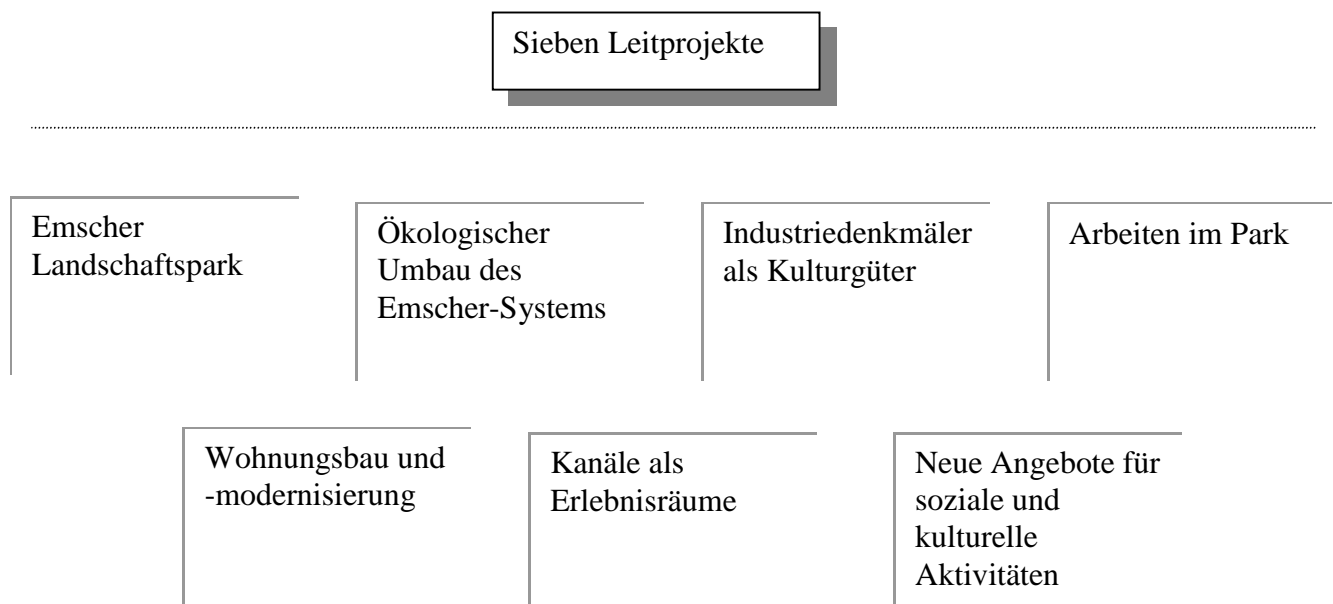 Sieben Leitprojekte
Emscher
Landschaftspark
Ökologischer
Umbau des
Emscher-Systems
Industriedenkmäler
als Kulturgüter
Arbeiten im Park
Wohnungsbau und
-modernisierung
Kanäle als
Erlebnisräume
Neue Angebote für
soziale und
kulturelle
Aktivitäten